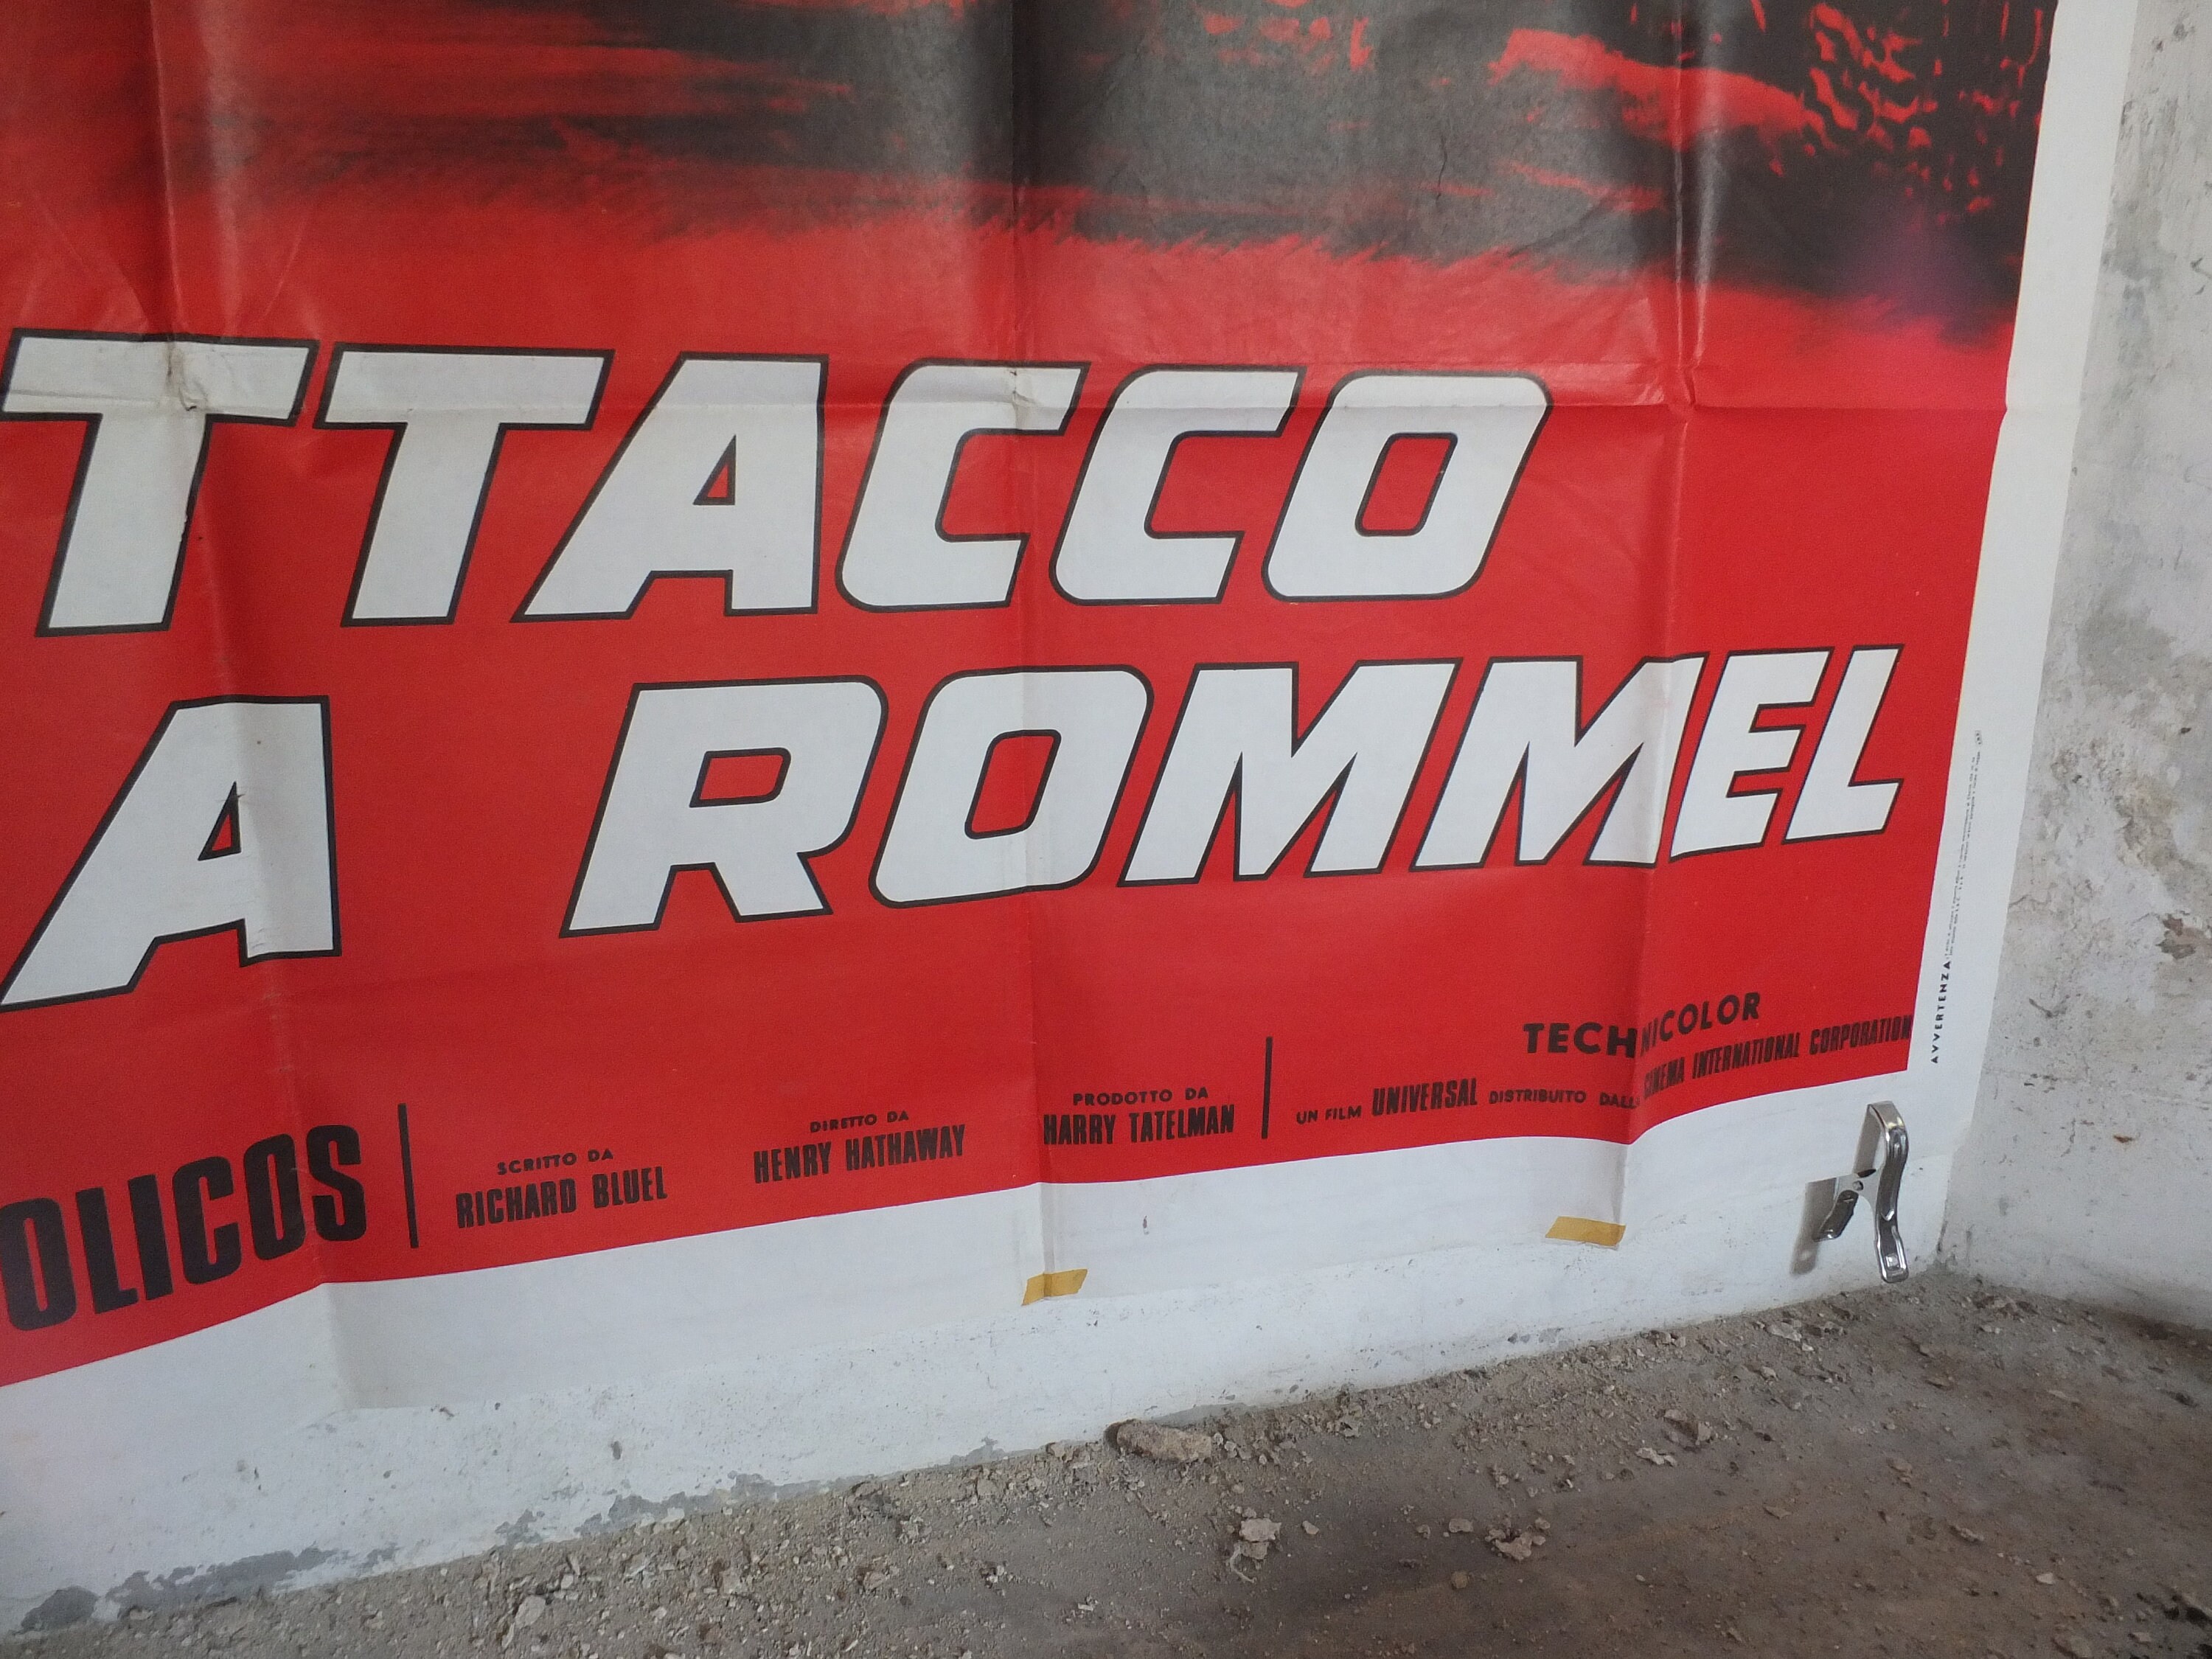 TTACCO
A ROMMEL
OLICOS
SCRITTO DA
RICHARD BLUEL
DIRETTO DA
HENRY HATHAWAY
PRODOTTO DA
HARRY TATELMAN
TECHNICOLOR
UN FILM UNIVERSAL DISTRIBUITO DALLA CINEMA INTERNATIONAL CORPORATION
AVVERTENZA